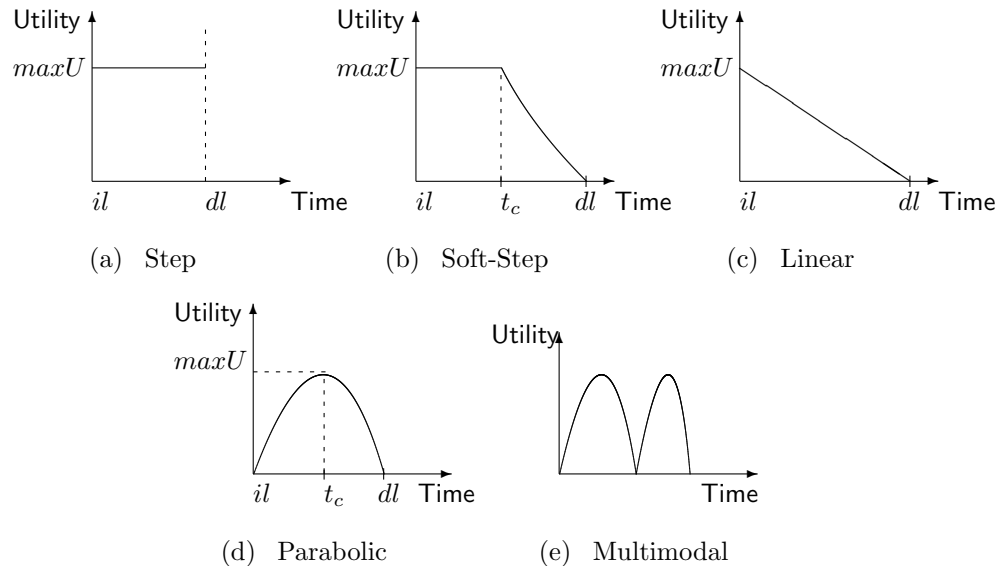 Utility Utility Utility
maxU maxU maxU
il dl Time il t_c dl Time il dl Time
(a) Step (b) Soft-Step (c) Linear
Utility Utility
maxU
il t_c dl Time Time
(d) Parabolic (e) Multimodal